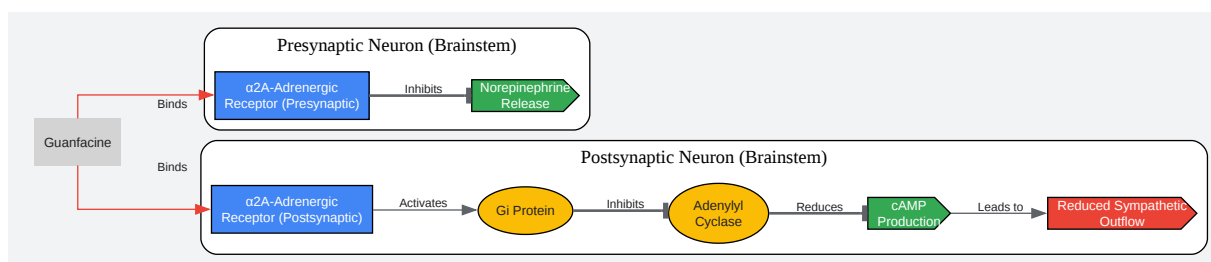 Presynaptic Neuron (Brainstem)
α2A-Adrenergic
Receptor (Presynaptic)
Inhibits
Norepinephrine
Release
Binds
Guanfacine
Binds
Postsynaptic Neuron (Brainstem)
α2A-Adrenergic
Receptor (Postsynaptic)
Activates
Gi Protein
Inhibits
Adenylyl
Cyclase
Reduces
cAMP
Production
Leads to
Reduced Sympathetic
Outflow